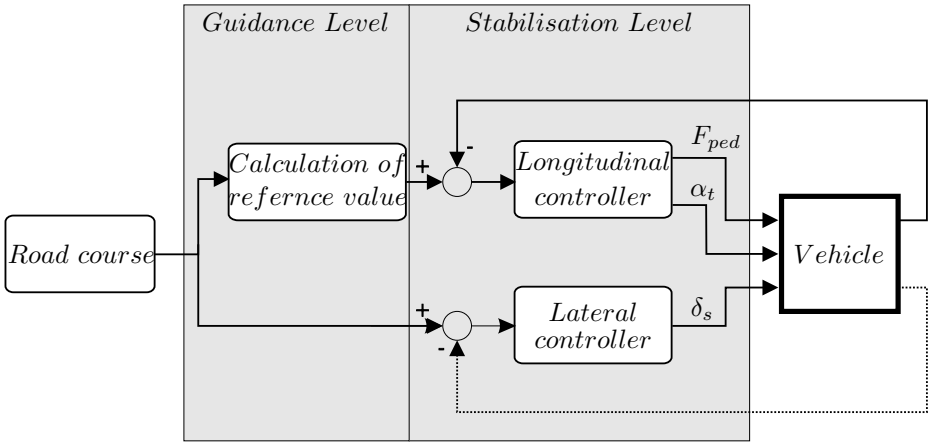 Guidance Level
Stabilisation Level
F_ped
-
Calculation of
refernce value
+
Longitudinal
controller
α_t
Road course
Vehicle
+
-
Lateral
controller
δ_s